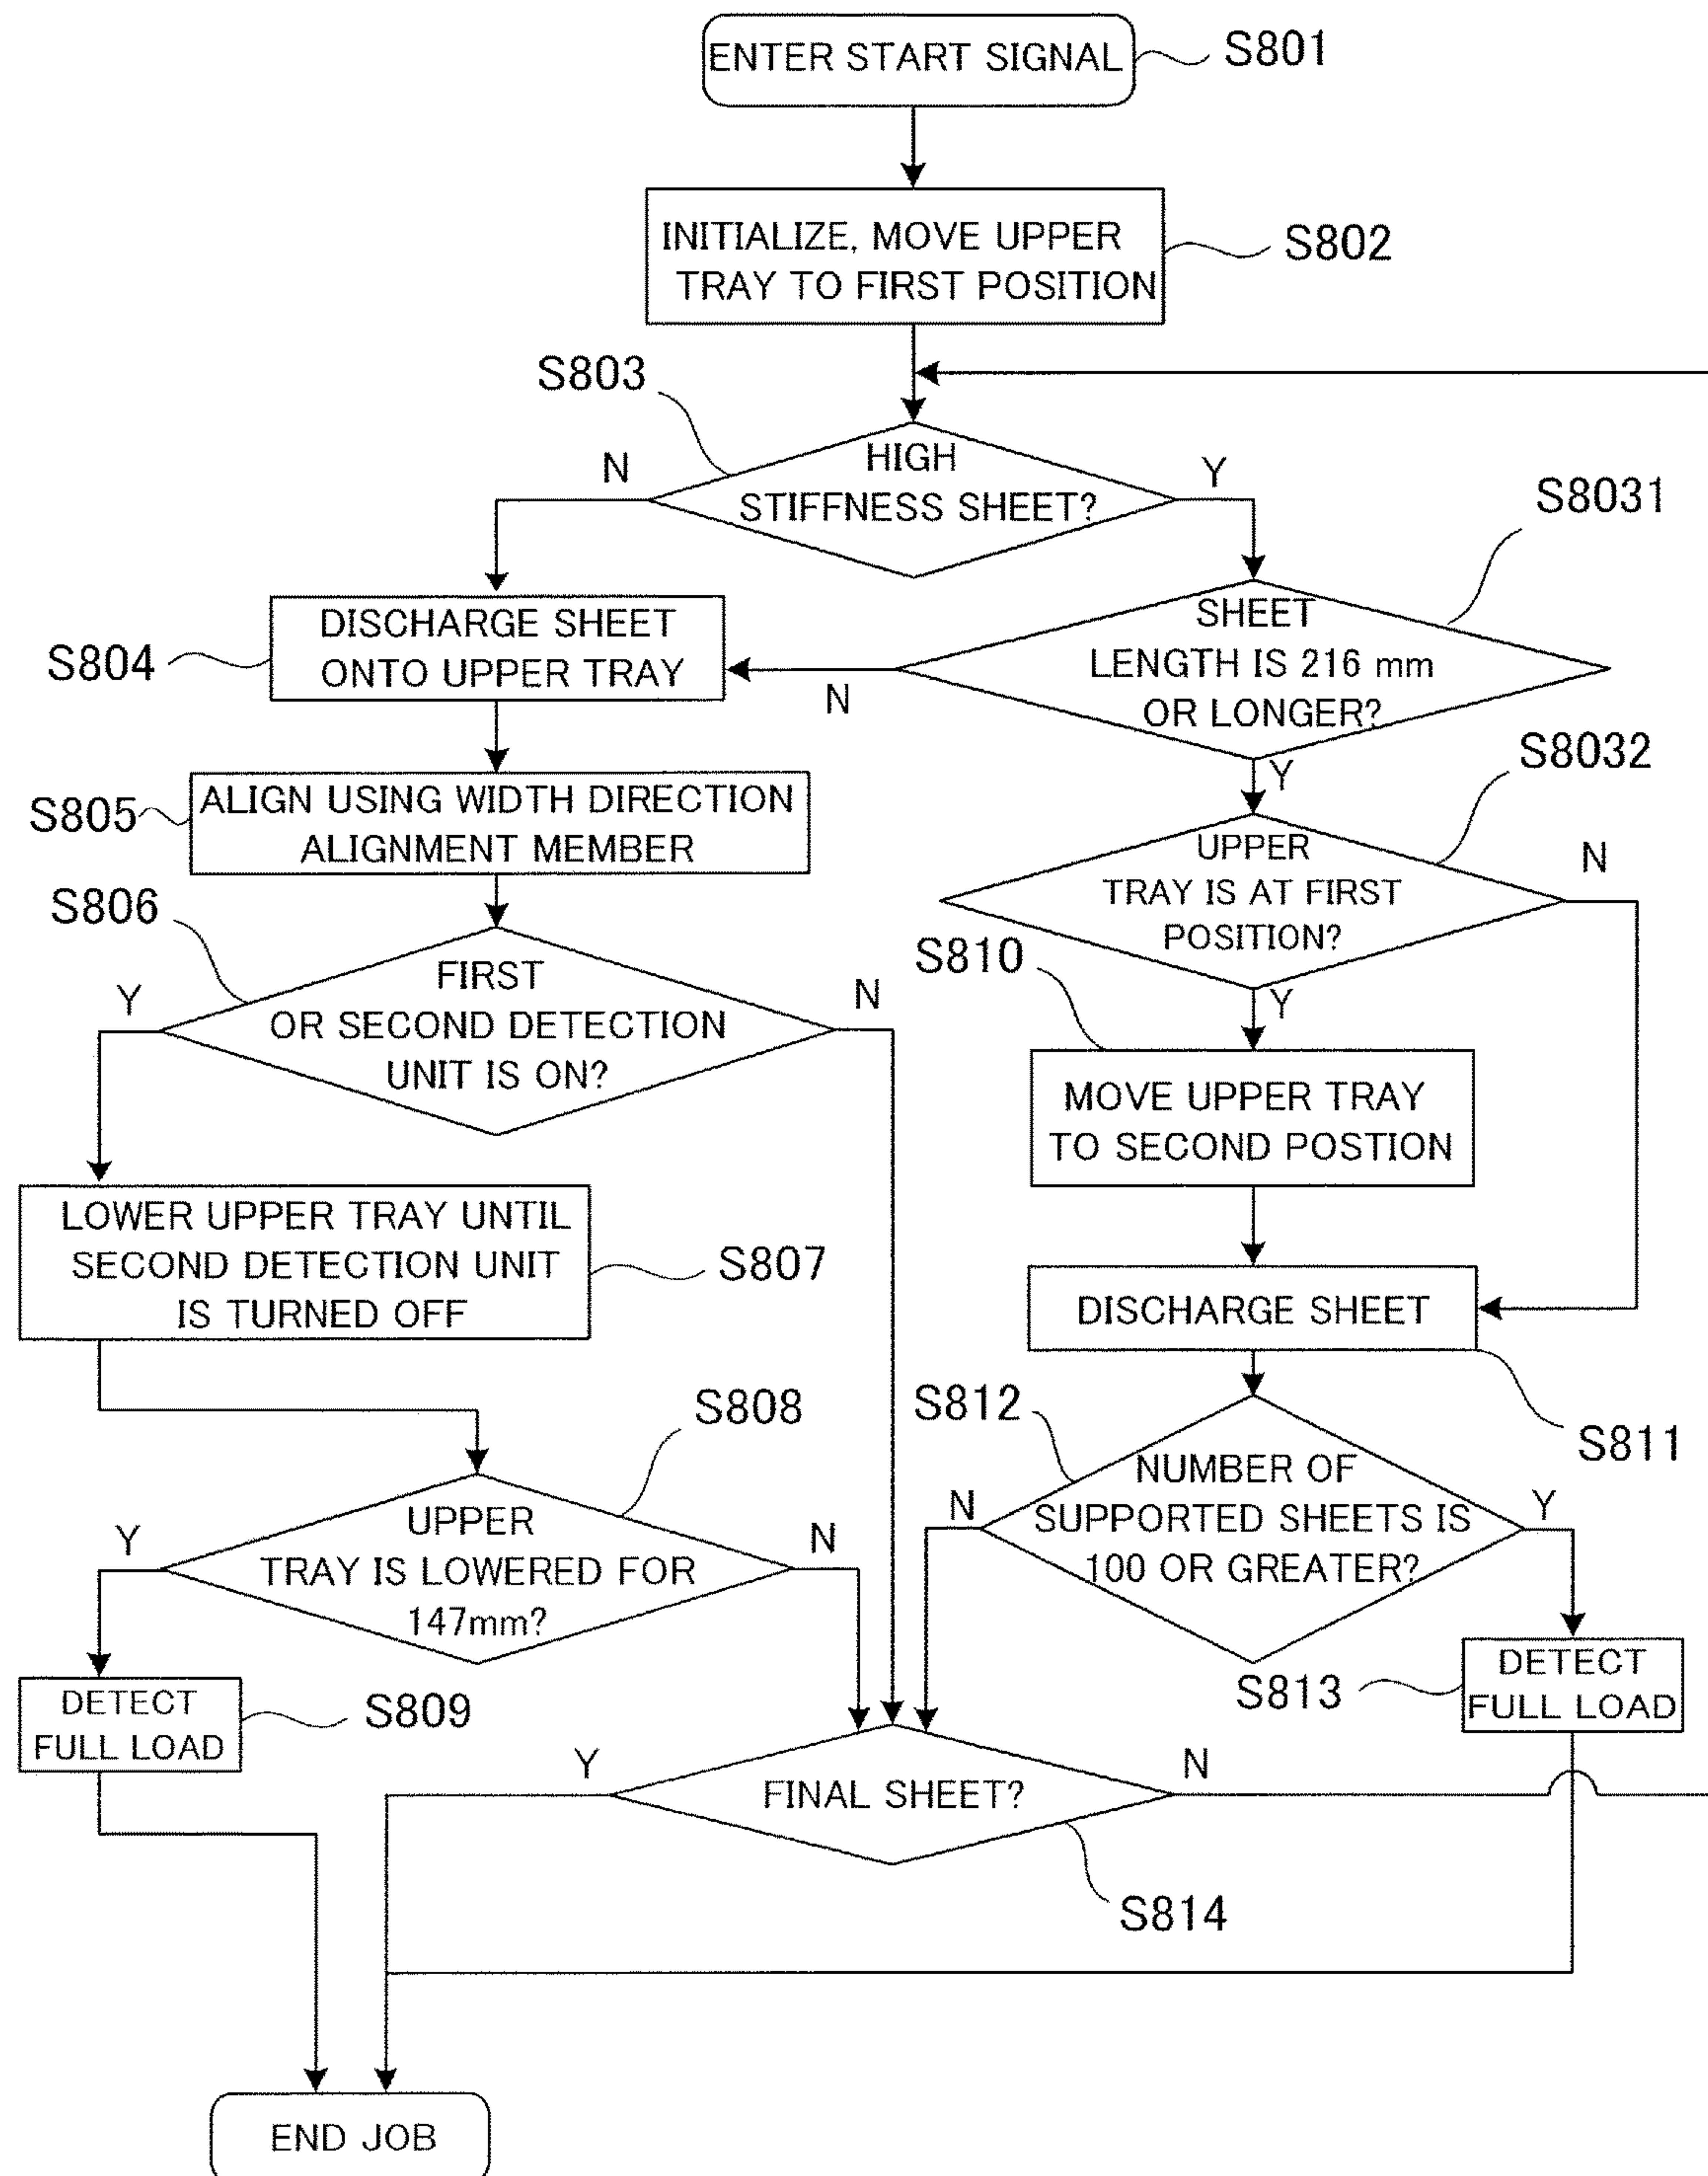 ENTER START SIGNAL
S801
INITIALIZE, MOVE UPPER
TRAY TO FIRST POSITION
S802
S803
HIGH
STIFFNESS SHEET?
N
Y
S8031
SHEET
LENGTH IS 216 mm
OR LONGER?
N
Y
S804
DISCHARGE SHEET
ONTO UPPER TRAY
S805
ALIGN USING WIDTH DIRECTION
ALIGNMENT MEMBER
S8032
UPPER
TRAY IS AT FIRST
POSITION?
N
Y
S806
FIRST
OR SECOND DETECTION
UNIT IS ON?
Y
N
S810
MOVE UPPER TRAY
TO SECOND POSTION
LOWER UPPER TRAY UNTIL
SECOND DETECTION UNIT
IS TURNED OFF
S807
DISCHARGE SHEET
S811
S808
UPPER
TRAY IS LOWERED FOR
147mm?
Y
N
S812
NUMBER OF
SUPPORTED SHEETS IS
100 OR GREATER?
N
Y
DETECT
FULL LOAD
S809
S813
DETECT
FULL LOAD
FINAL SHEET?
Y
N
S814
END JOB